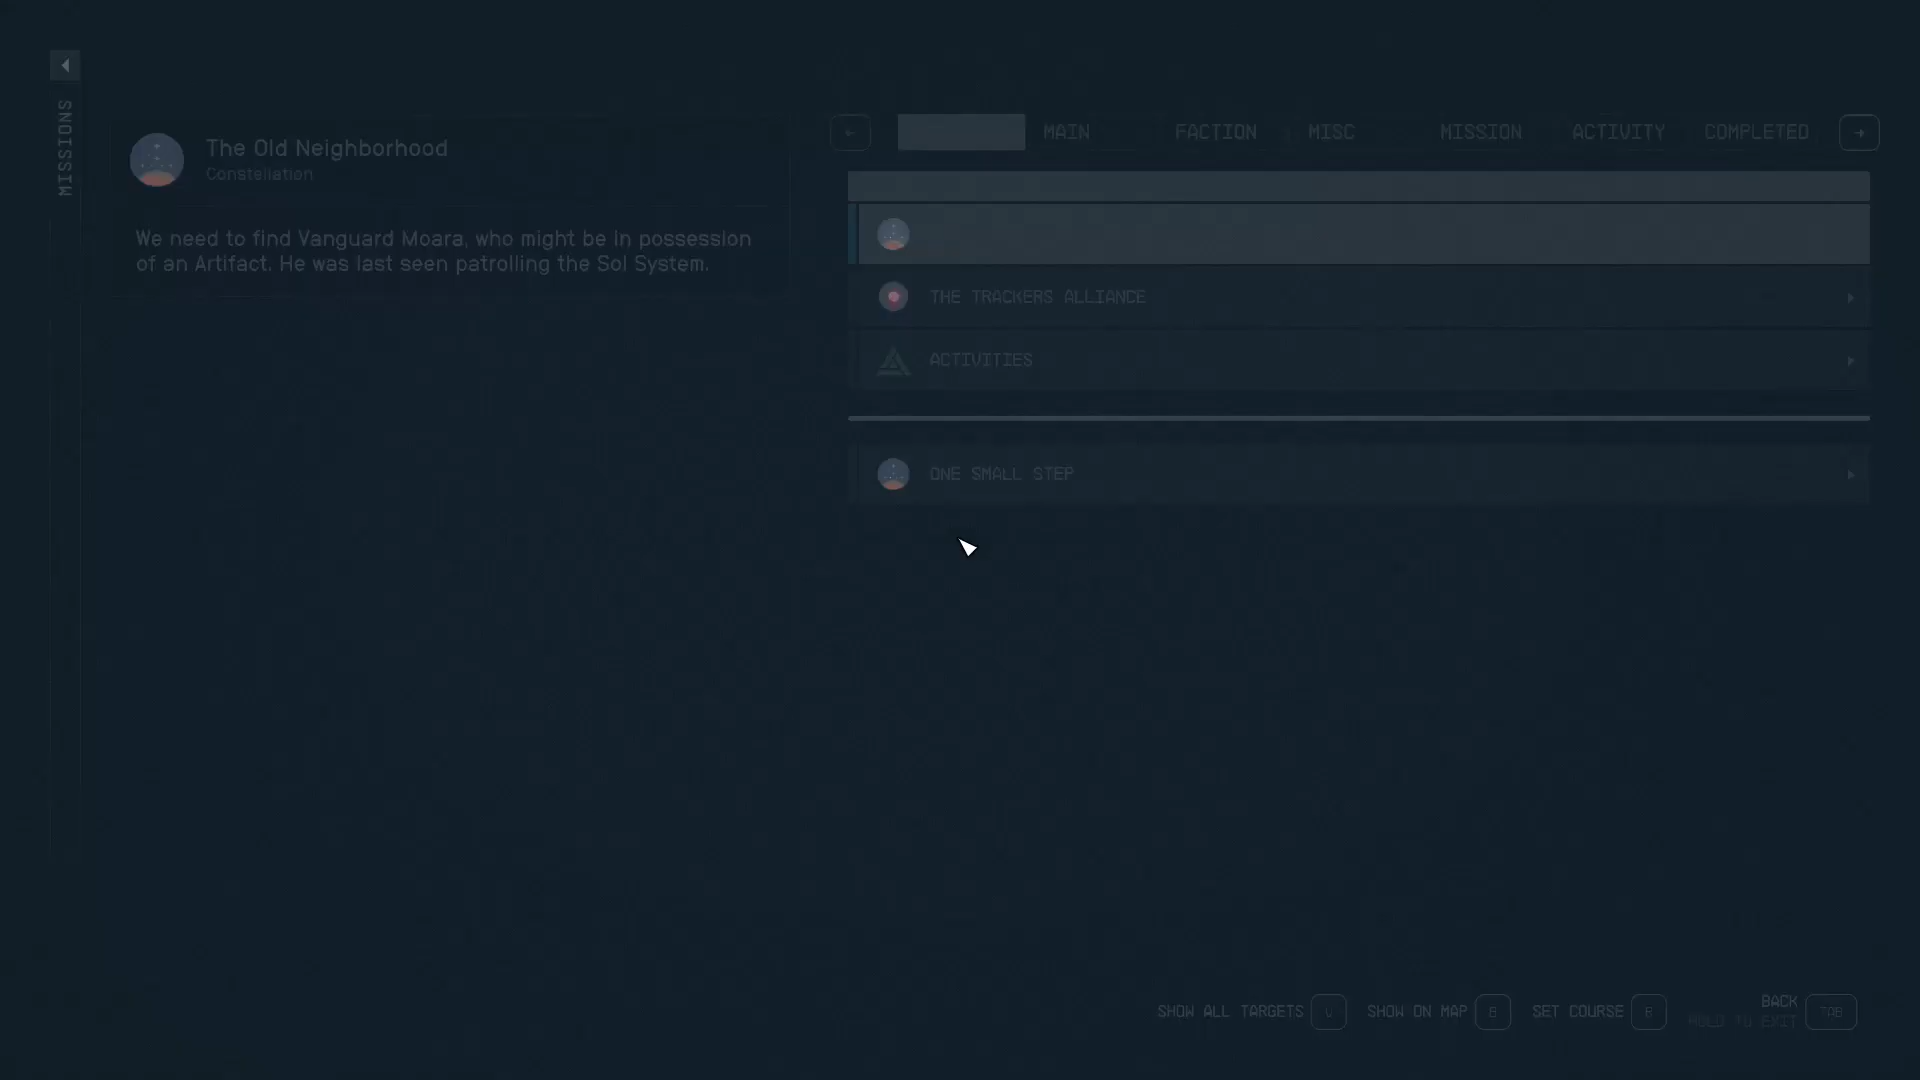 MISSIONS
The Old Neighborhood
Constellation
We need to find Vanguard Moara, who might be in possession
of an Artifact. He was last seen patrolling the Sol System.
MAIN
FACTION
MISC
MISSION
ACTIVITY
COMPLETED
THE TRACKERS ALLIANCE
ACTIVITIES
ONE SMALL STEP
SHOW ALL TARGETS
SHOW ON MAP
SET COURSE
R
BACK
HOLD TO EXIT
TAB